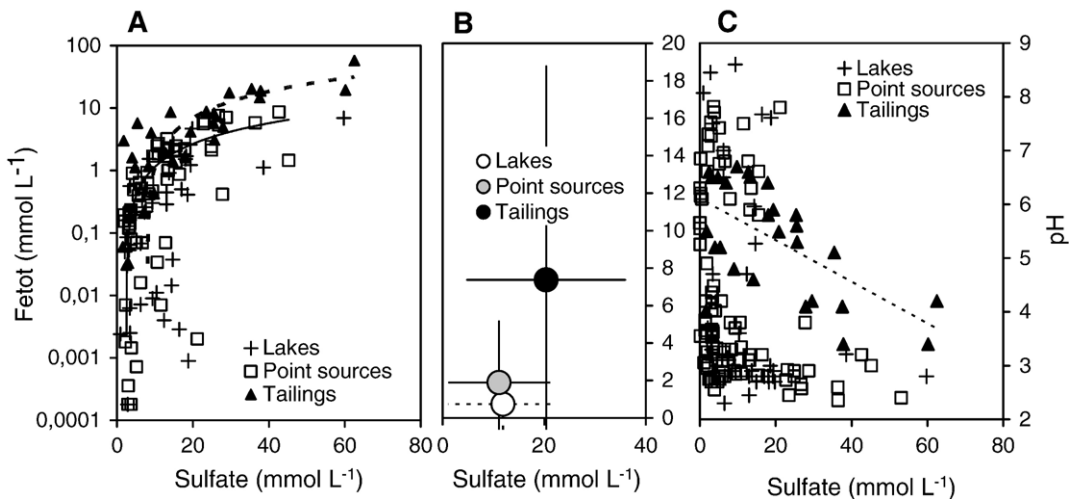 A
B
C
Fetot (mmol L-1)
100
10
1
0,1
0,01
0,001
0,0001
Lakes
Point sources
Tailings
0
20
40
60
80
Sulfate (mmol L-1)
Lakes
Point sources
Tailings
20
18
16
14
12
10
8
6
4
2
0
0
20
40
Sulfate (mmol L-1)
Lakes
Point sources
Tailings
9
8
7
6
5
4
3
2
pH
0
20
40
60
80
Sulfate (mmol L-1)